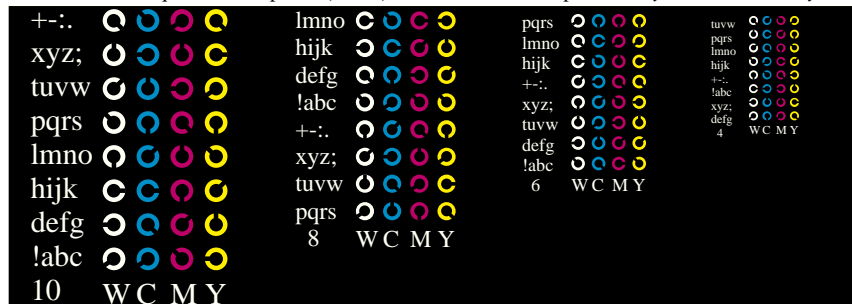 +-:.
xyz;
tuvw
pqrs
lmno
hijk
defg
!abc
10 W C M Y
lmno
hijk
defg
!abc
+-:.
xyz;
tuvw
pqrs
8 W C M Y
pqrs
lmno
hijk
+-:.
xyz;
tuvw
defg
!abc
6 W C M Y
tuvw
pqrs
lmno
hijk
+-:.
!abc
xyz;
defg
4 W C M Y